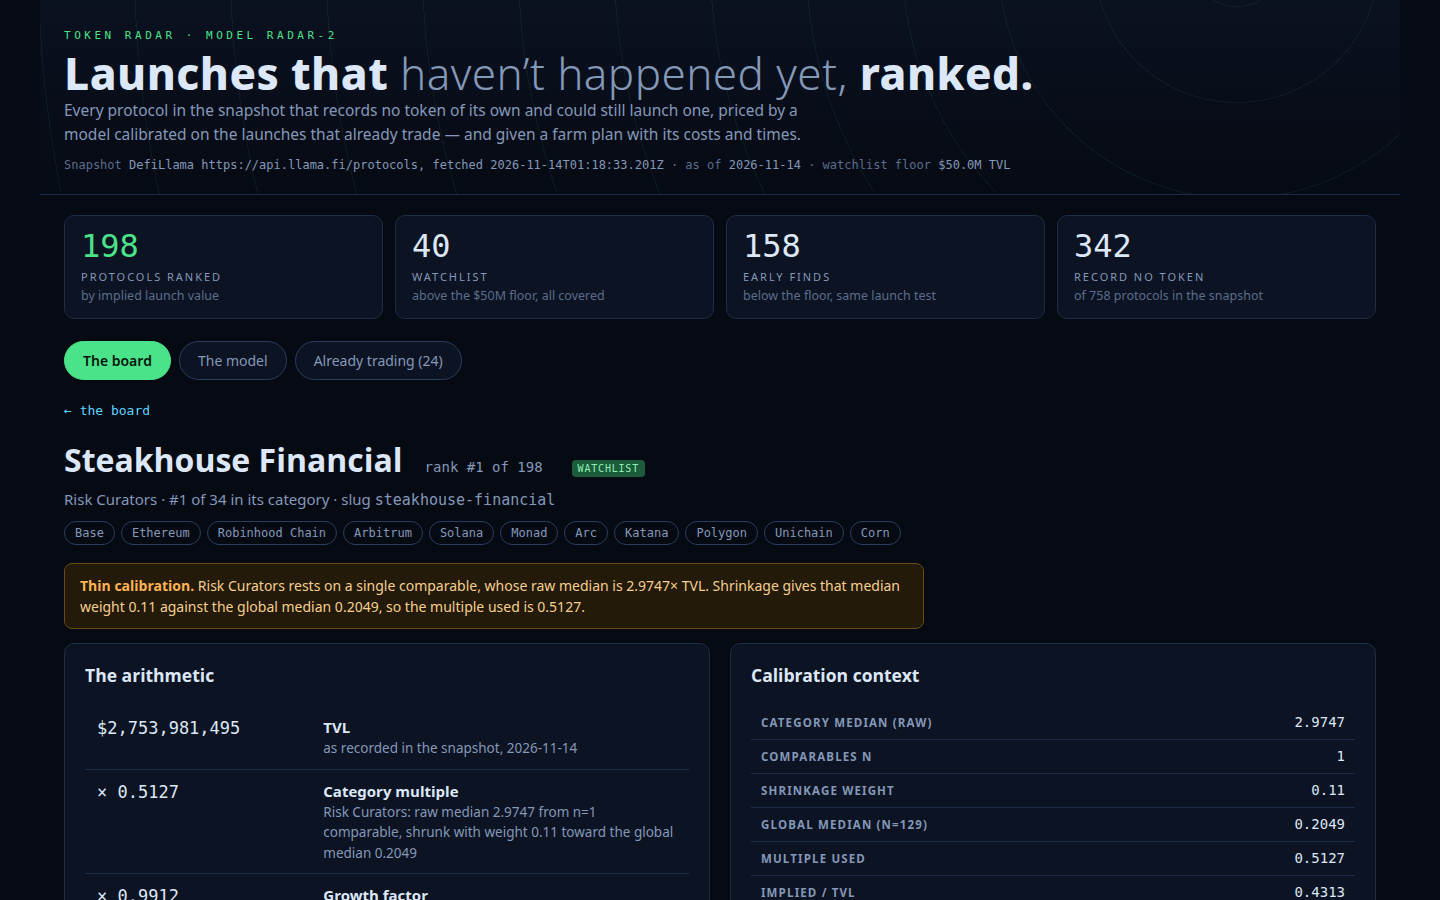 TOKEN RADAR · MODEL RADAR-2
Launches that haven't happened yet, ranked.
Every protocol in the snapshot that records no token of its own and could still launch one, priced by a
model calibrated on the launches that already trade — and given a farm plan with its costs and times.
Snapshot DefiLlama https://api.llama.fi/protocols, fetched 2026-11-14T01:18:33.201Z · as of 2026-11-14 · watchlist floor $50.0M TVL
198
PROTOCOLS RANKED
by implied launch value
40
WATCHLIST
above the $50M floor, all covered
158
EARLY FINDS
below the floor, same launch test
342
RECORD NO TOKEN
of 758 protocols in the snapshot
The board
The model
Already trading (24)
← the board
Steakhouse Financial rank #1 of 198 WATCHLIST
Risk Curators · #1 of 34 in its category · slug steakhouse-financial
Base Ethereum Robinhood Chain Arbitrum Solana Monad Arc Katana Polygon Unichain Corn
Thin calibration. Risk Curators rests on a single comparable, whose raw median is 2.9747× TVL. Shrinkage gives that median
weight 0.11 against the global median 0.2049, so the multiple used is 0.5127.
The arithmetic
$2,753,981,495 TVL
as recorded in the snapshot, 2026-11-14
× 0.5127 Category multiple
Risk Curators: raw median 2.9747 from n=1
comparable, shrunk with weight 0.11 toward the global
median 0.2049
× 0.9912 Growth factor
Calibration context
CATEGORY MEDIAN (RAW) 2.9747
COMPARABLES N 1
SHRINKAGE WEIGHT 0.11
GLOBAL MEDIAN (N=129) 0.2049
MULTIPLE USED 0.5127
IMPLIED / TVL 0.4313